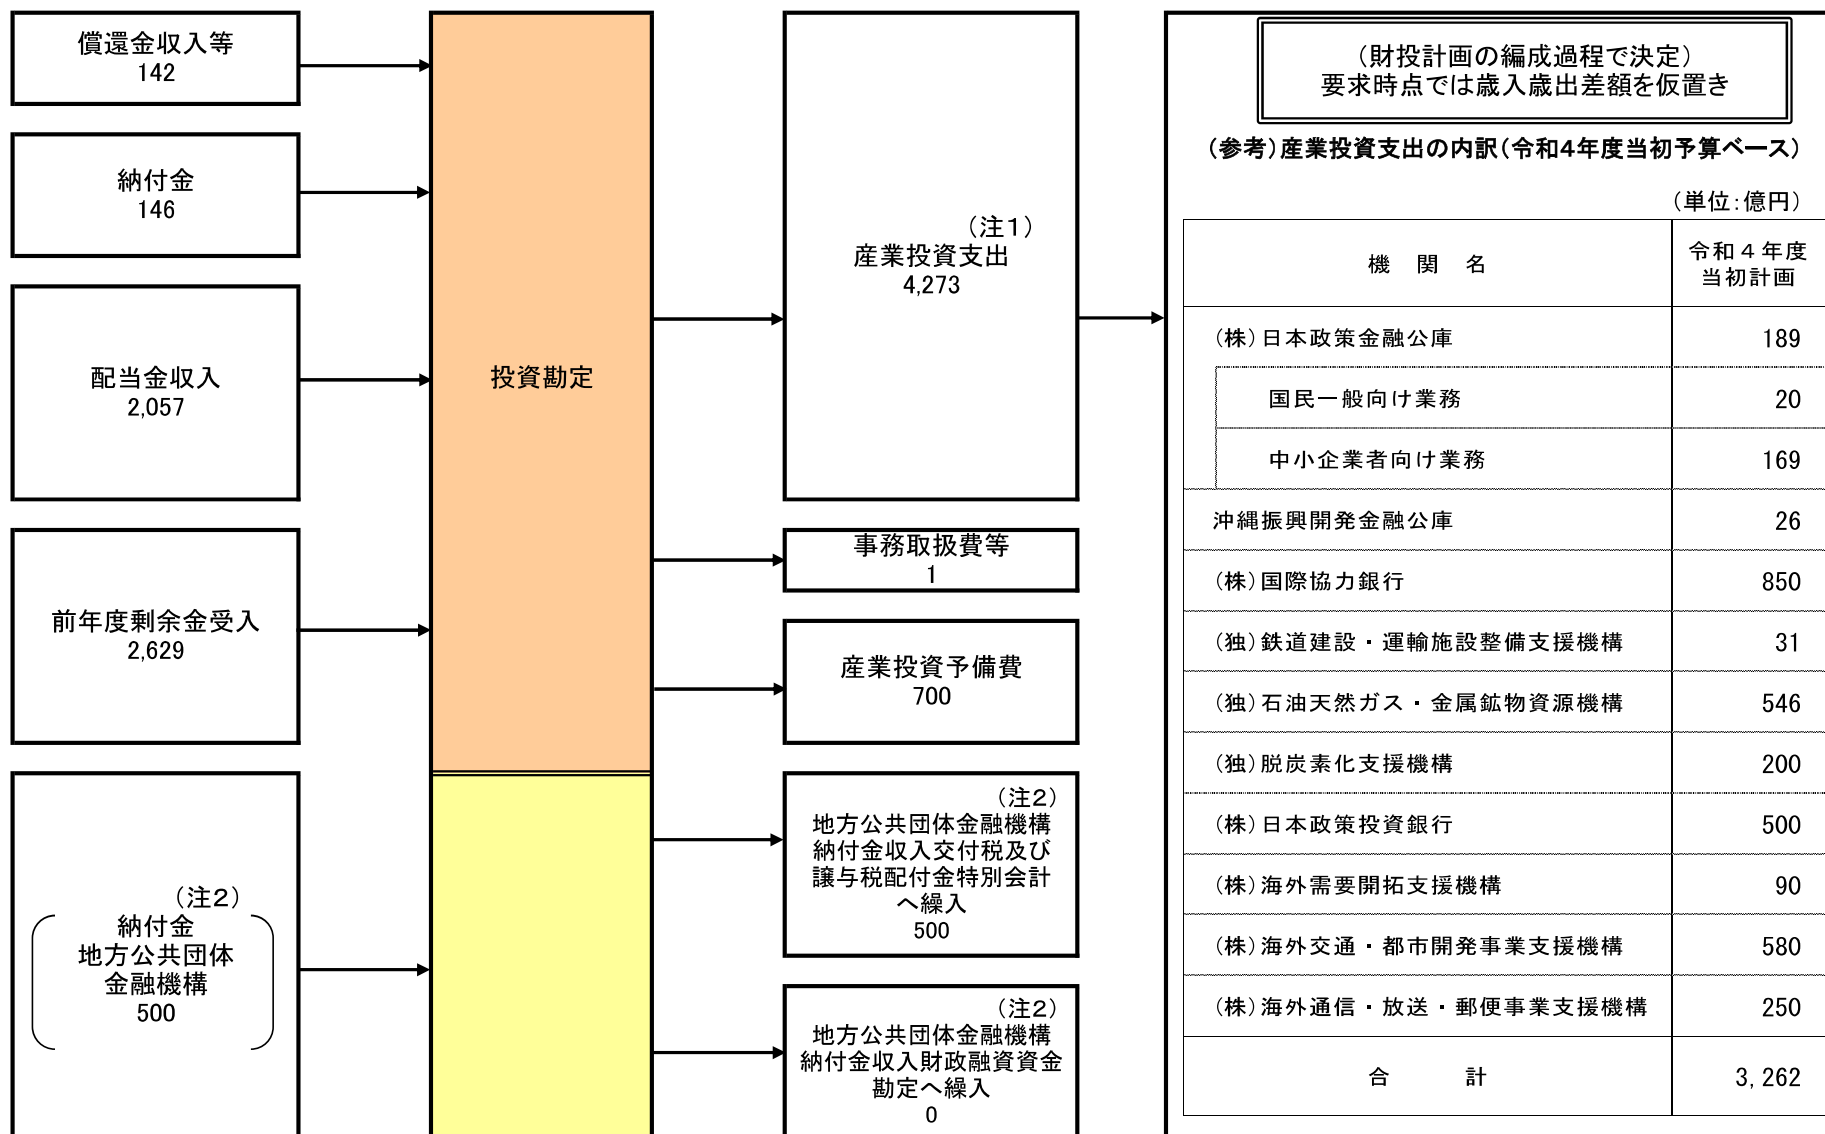 償還金収入等
142
納付金
146
配当金収入
2,057
前年度剰余金受入
2,629
(注2)
納付金
地方公共団体
金融機構
500
投資勘定
(注1)
産業投資支出
4,273
事務取扱費等
1
産業投資予備費
700
(注2)
地方公共団体金融機構
納付金収入交付税及び
譲与税配付金特別会計
へ繰入
500
(注2)
地方公共団体金融機構
納付金収入財政融資資金
勘定へ繰入
0
(財投計画の編成過程で決定)
要求時点では歳入歳出差額を仮置き
(参考)産業投資支出の内訳(令和4年度当初予算ベース)
(単位:億円)
機 関 名
令和4年度
当初計画
(株)日本政策金融公庫 189
国民一般向け業務 20
中小企業者向け業務 169
沖縄振興開発金融公庫 26
(株)国際協力銀行 850
(独)鉄道建設・運輸施設整備支援機構 31
(独)石油天然ガス・金属鉱物資源機構 546
(独)脱炭素化支援機構 200
(株)日本政策投資銀行 500
(株)海外需要開拓支援機構 90
(株)海外交通・都市開発事業支援機構 580
(株)海外通信・放送・郵便事業支援機構 250
合 計 3,262